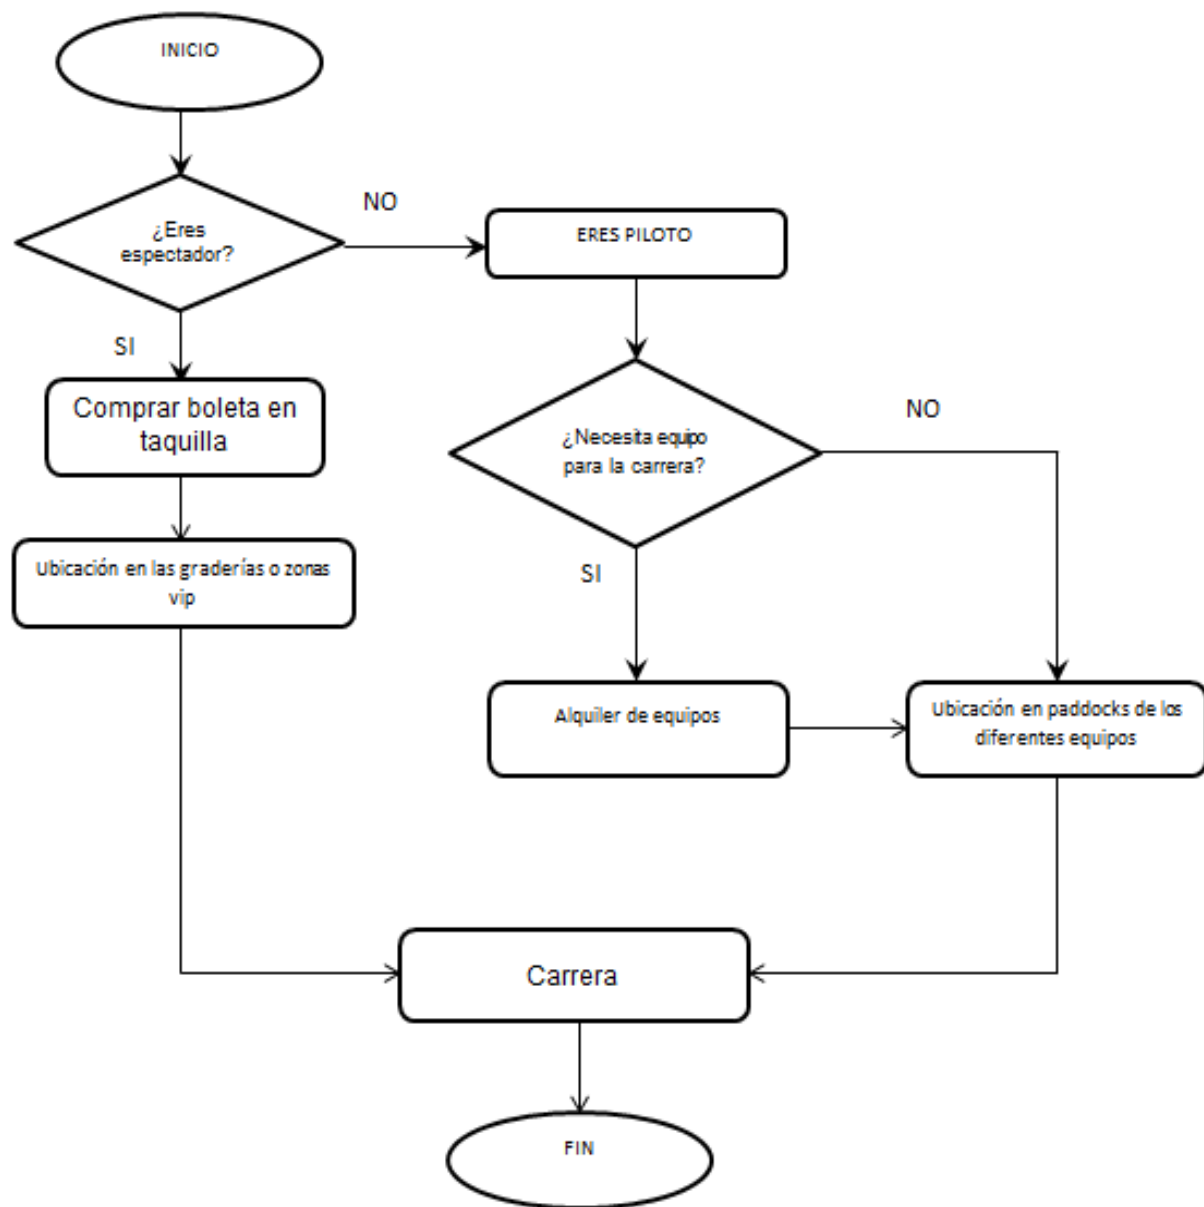 INICIO
¿Eres
espectador?
NO
ERES PILOTO
SI
Comprar boleta en
taquilla
Ubicación en las graderías o zonas
vip
¿Necesita equipo
para la carrera?
NO
SI
Alquiler de equipos
Ubicación en paddocks de los
diferentes equipos
Carrera
FIN